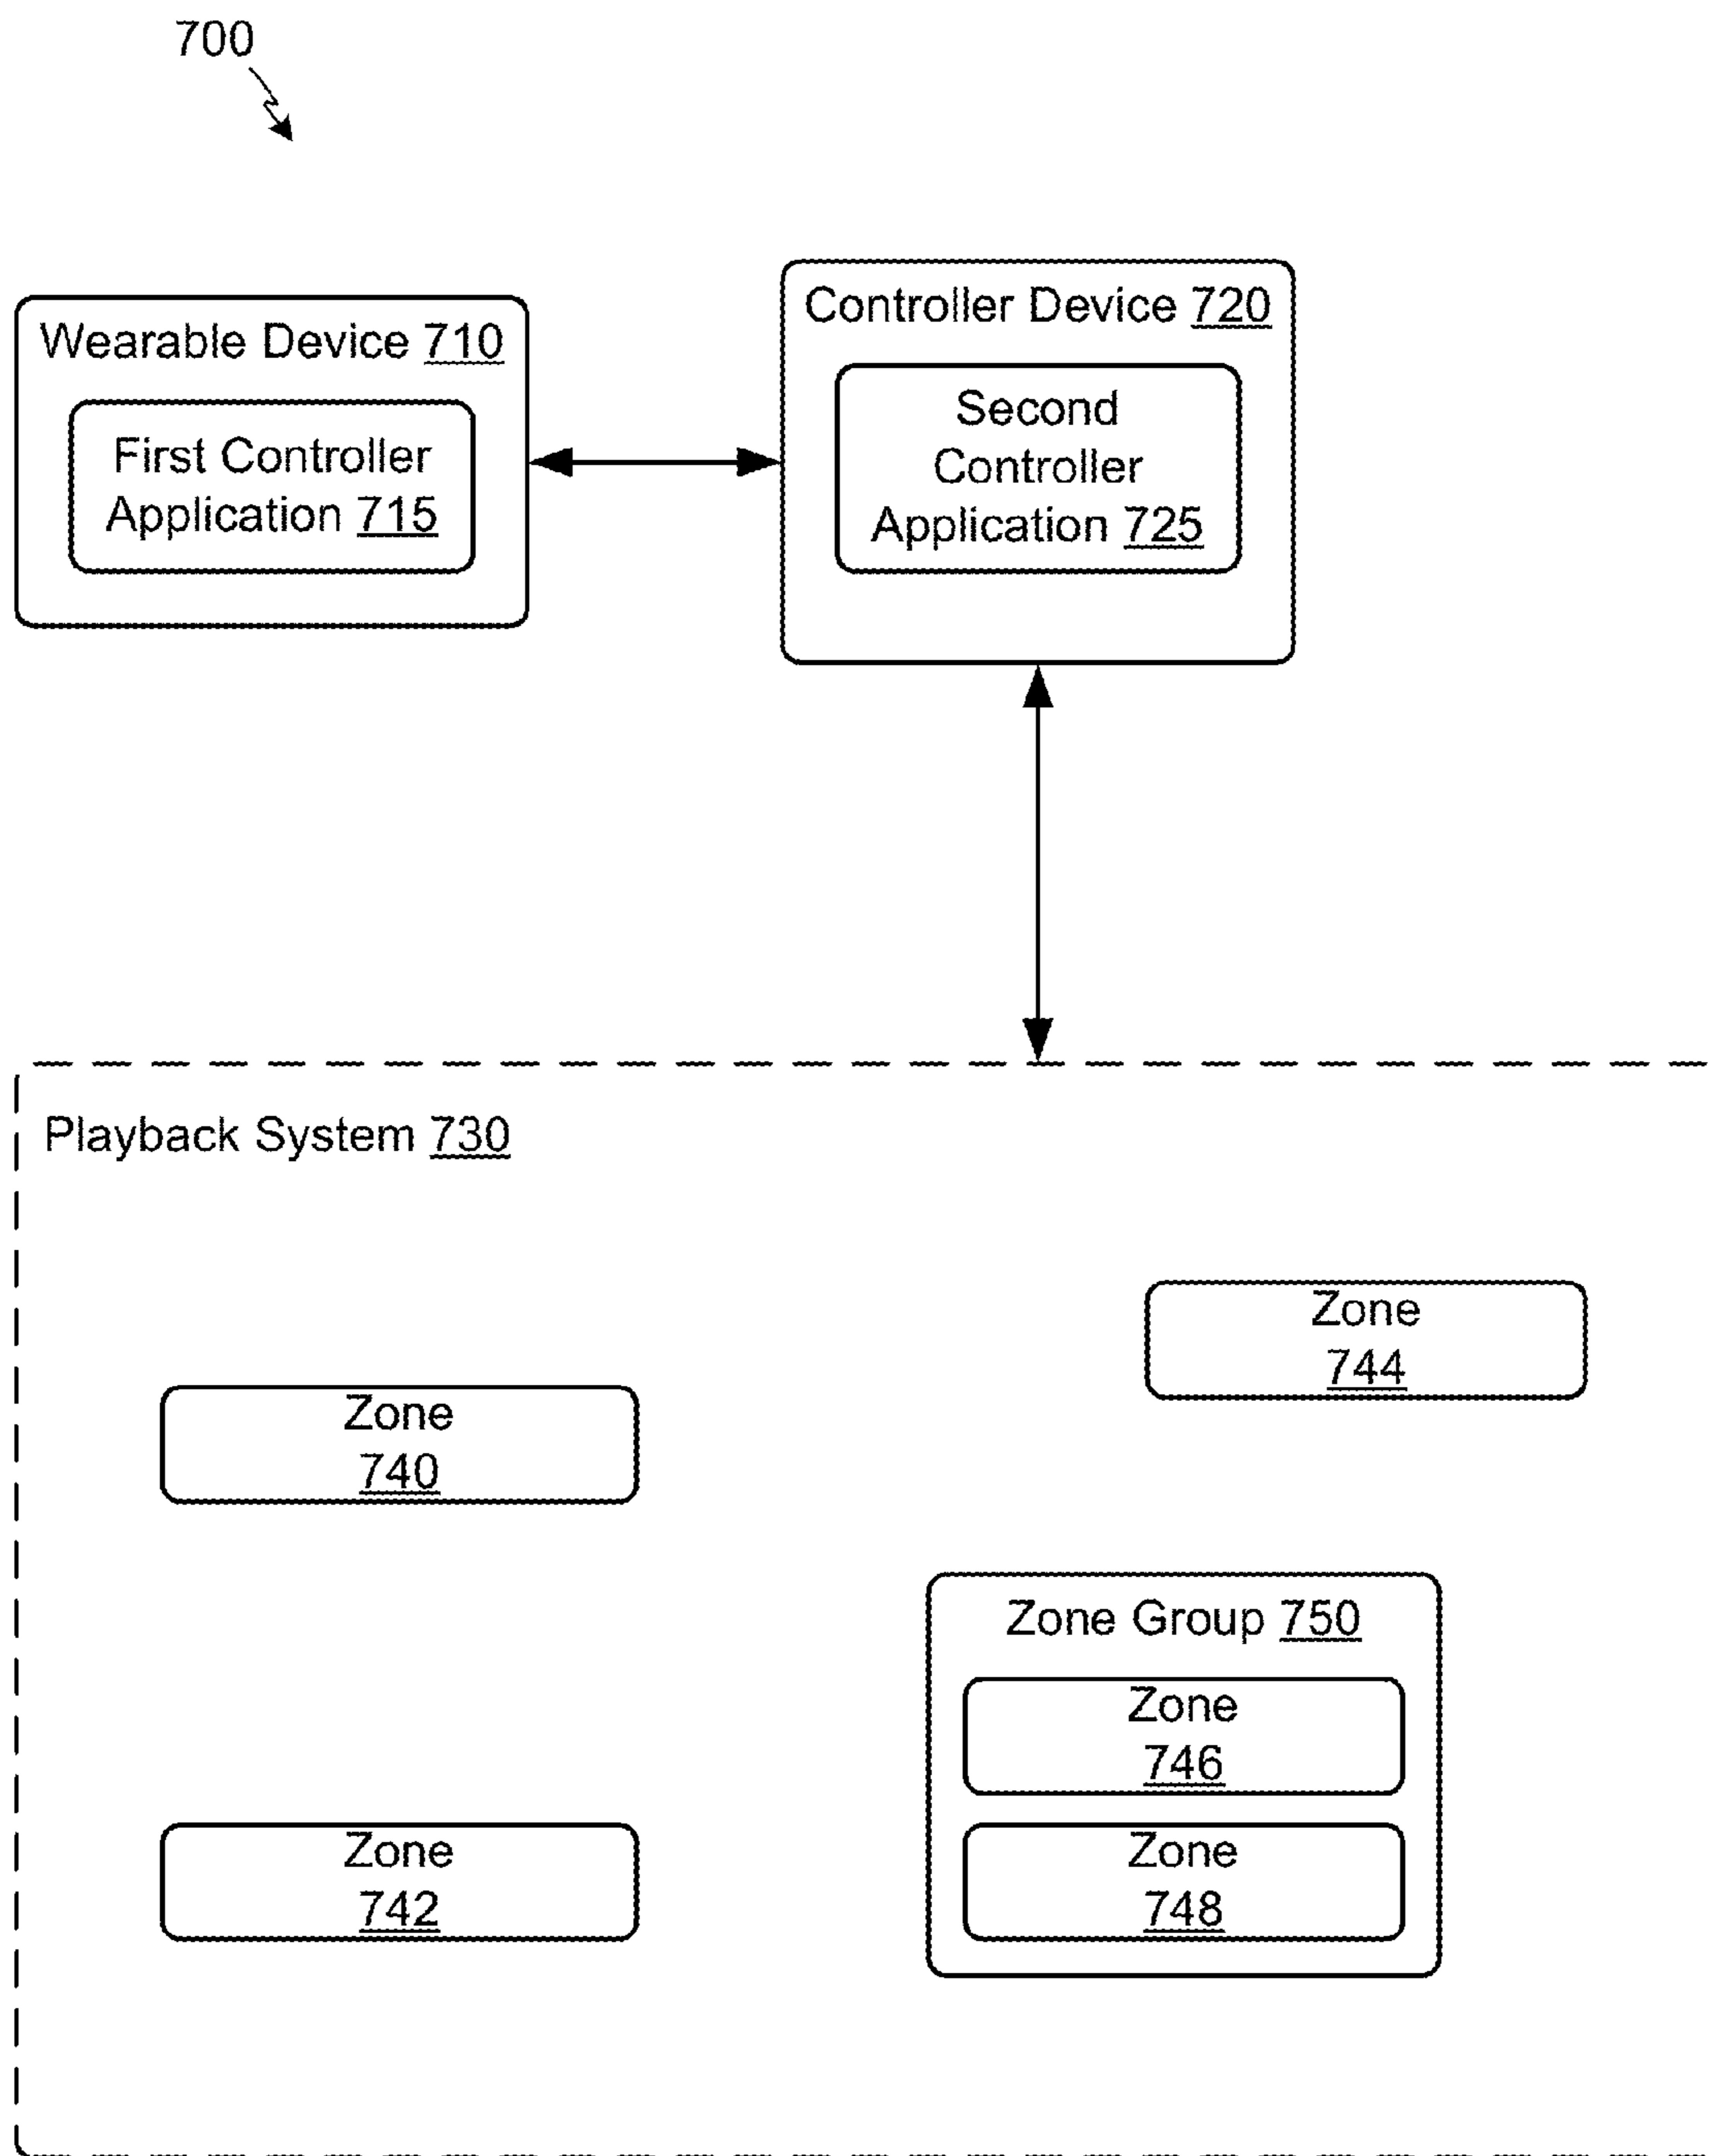 700
Wearable Device 710
First Controller
Application 715
Controller Device 720
Second
Controller
Application 725
Playback System 730
Zone
744
Zone
740
Zone Group 750
Zone
746
Zone
742
Zone
748